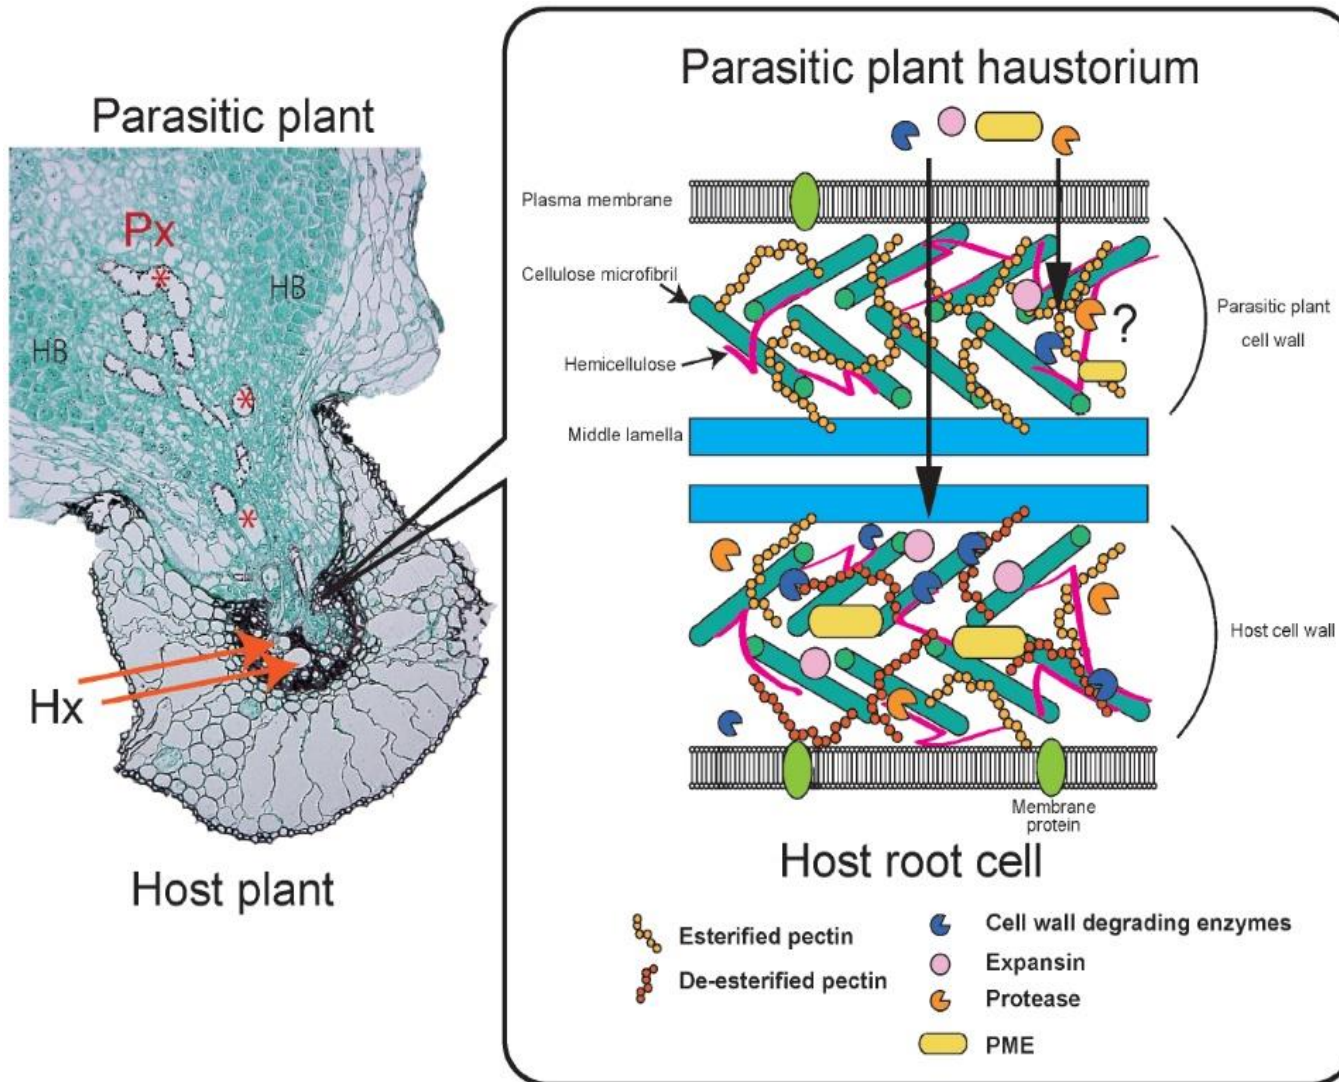 Parasitic plant
Px
*
HB
HB
*
*
Hx
Host plant
Parasitic plant haustorium
Plasma membrane
Cellulose microfibril
Hemicellulose
Middle lamella
?
Parasitic plant
cell wall
Host cell wall
Membrane
protein
Host root cell
Esterified pectin
De-esterified pectin
Cell wall degrading enzymes
Expansin
Protease
PME